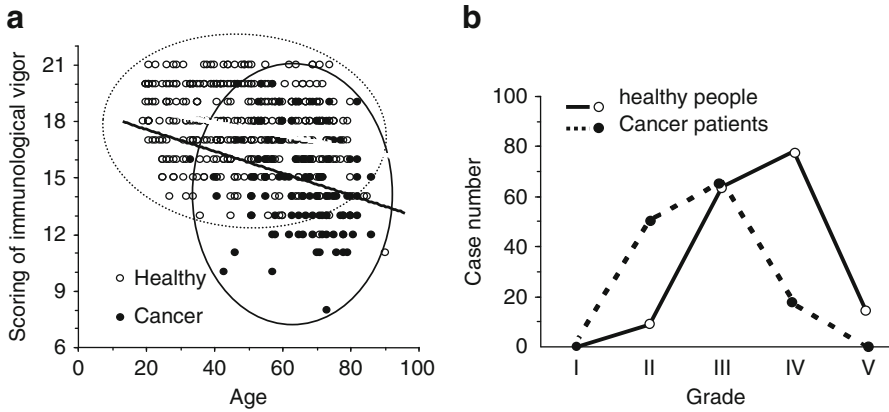 a
Scoring of immunological vigor
21
18
15
12
9
6
Healthy
Cancer
0 20 40 60 80 100
Age
b
healthy people
Cancer patients
Case number
100
80
60
40
20
0
I II III IV V
Grade